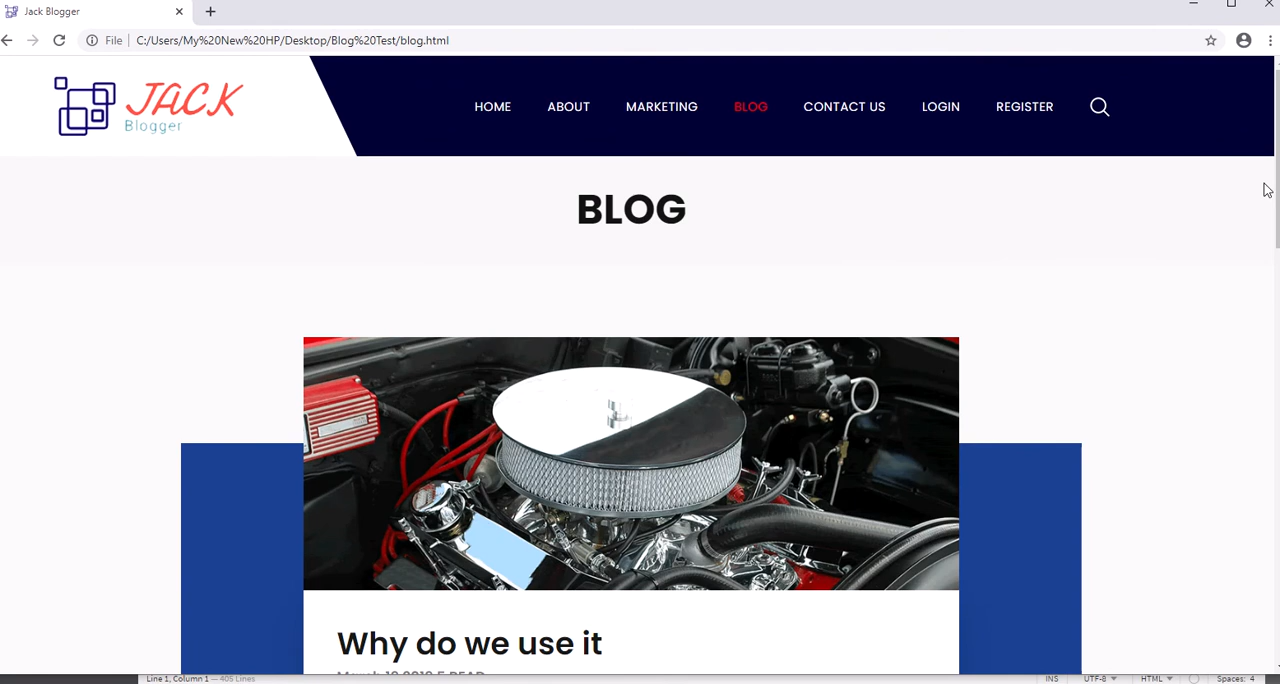 Jack Blogger
File
C:/Users/My%20New%20HP/Desktop/Blog%20Test/blog.html
JACK
Blogger
HOME ABOUT MARKETING BLOG CONTACT US LOGIN REGISTER
BLOG
Why do we use it
Line 1, Column 1 — 405 Lines
INS UTF-8 HTML Spaces: 4